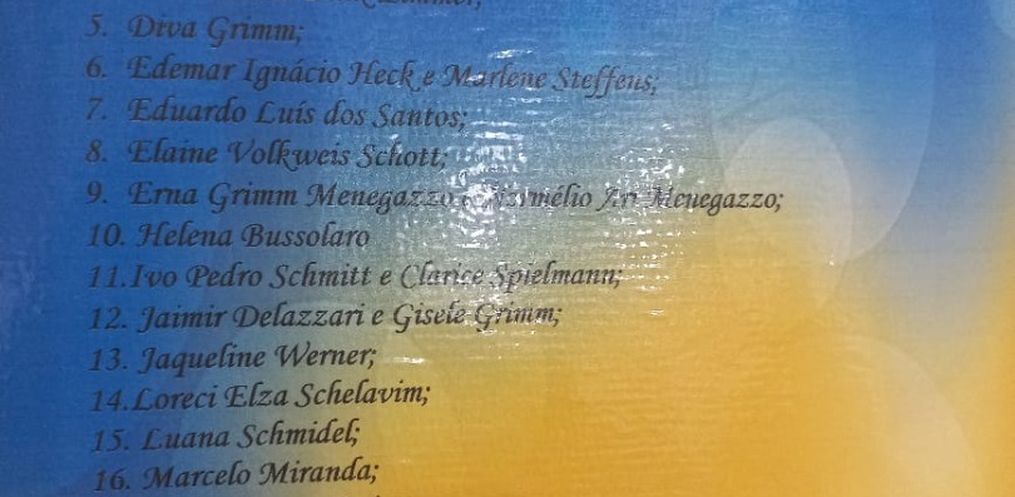 5. Diva Grimm;
6. Edemar Ignácio Heck e Marlene Steffens;
7. Eduardo Luís dos Santos;
8. Elaine Volkweis Schott;
9. Erna Grimm Menegazzo e Menegazzo;
10. Helena Bussolaro
11.Ivo Pedro Schmitt e Clarice Spielmann;
12. Jaimir Delazzari e Gisele Grimm;
13. Jaqueline Werner;
14.Loreci Elza Schelavim;
15. Luana Schmidel;
16. Marcelo Miranda;